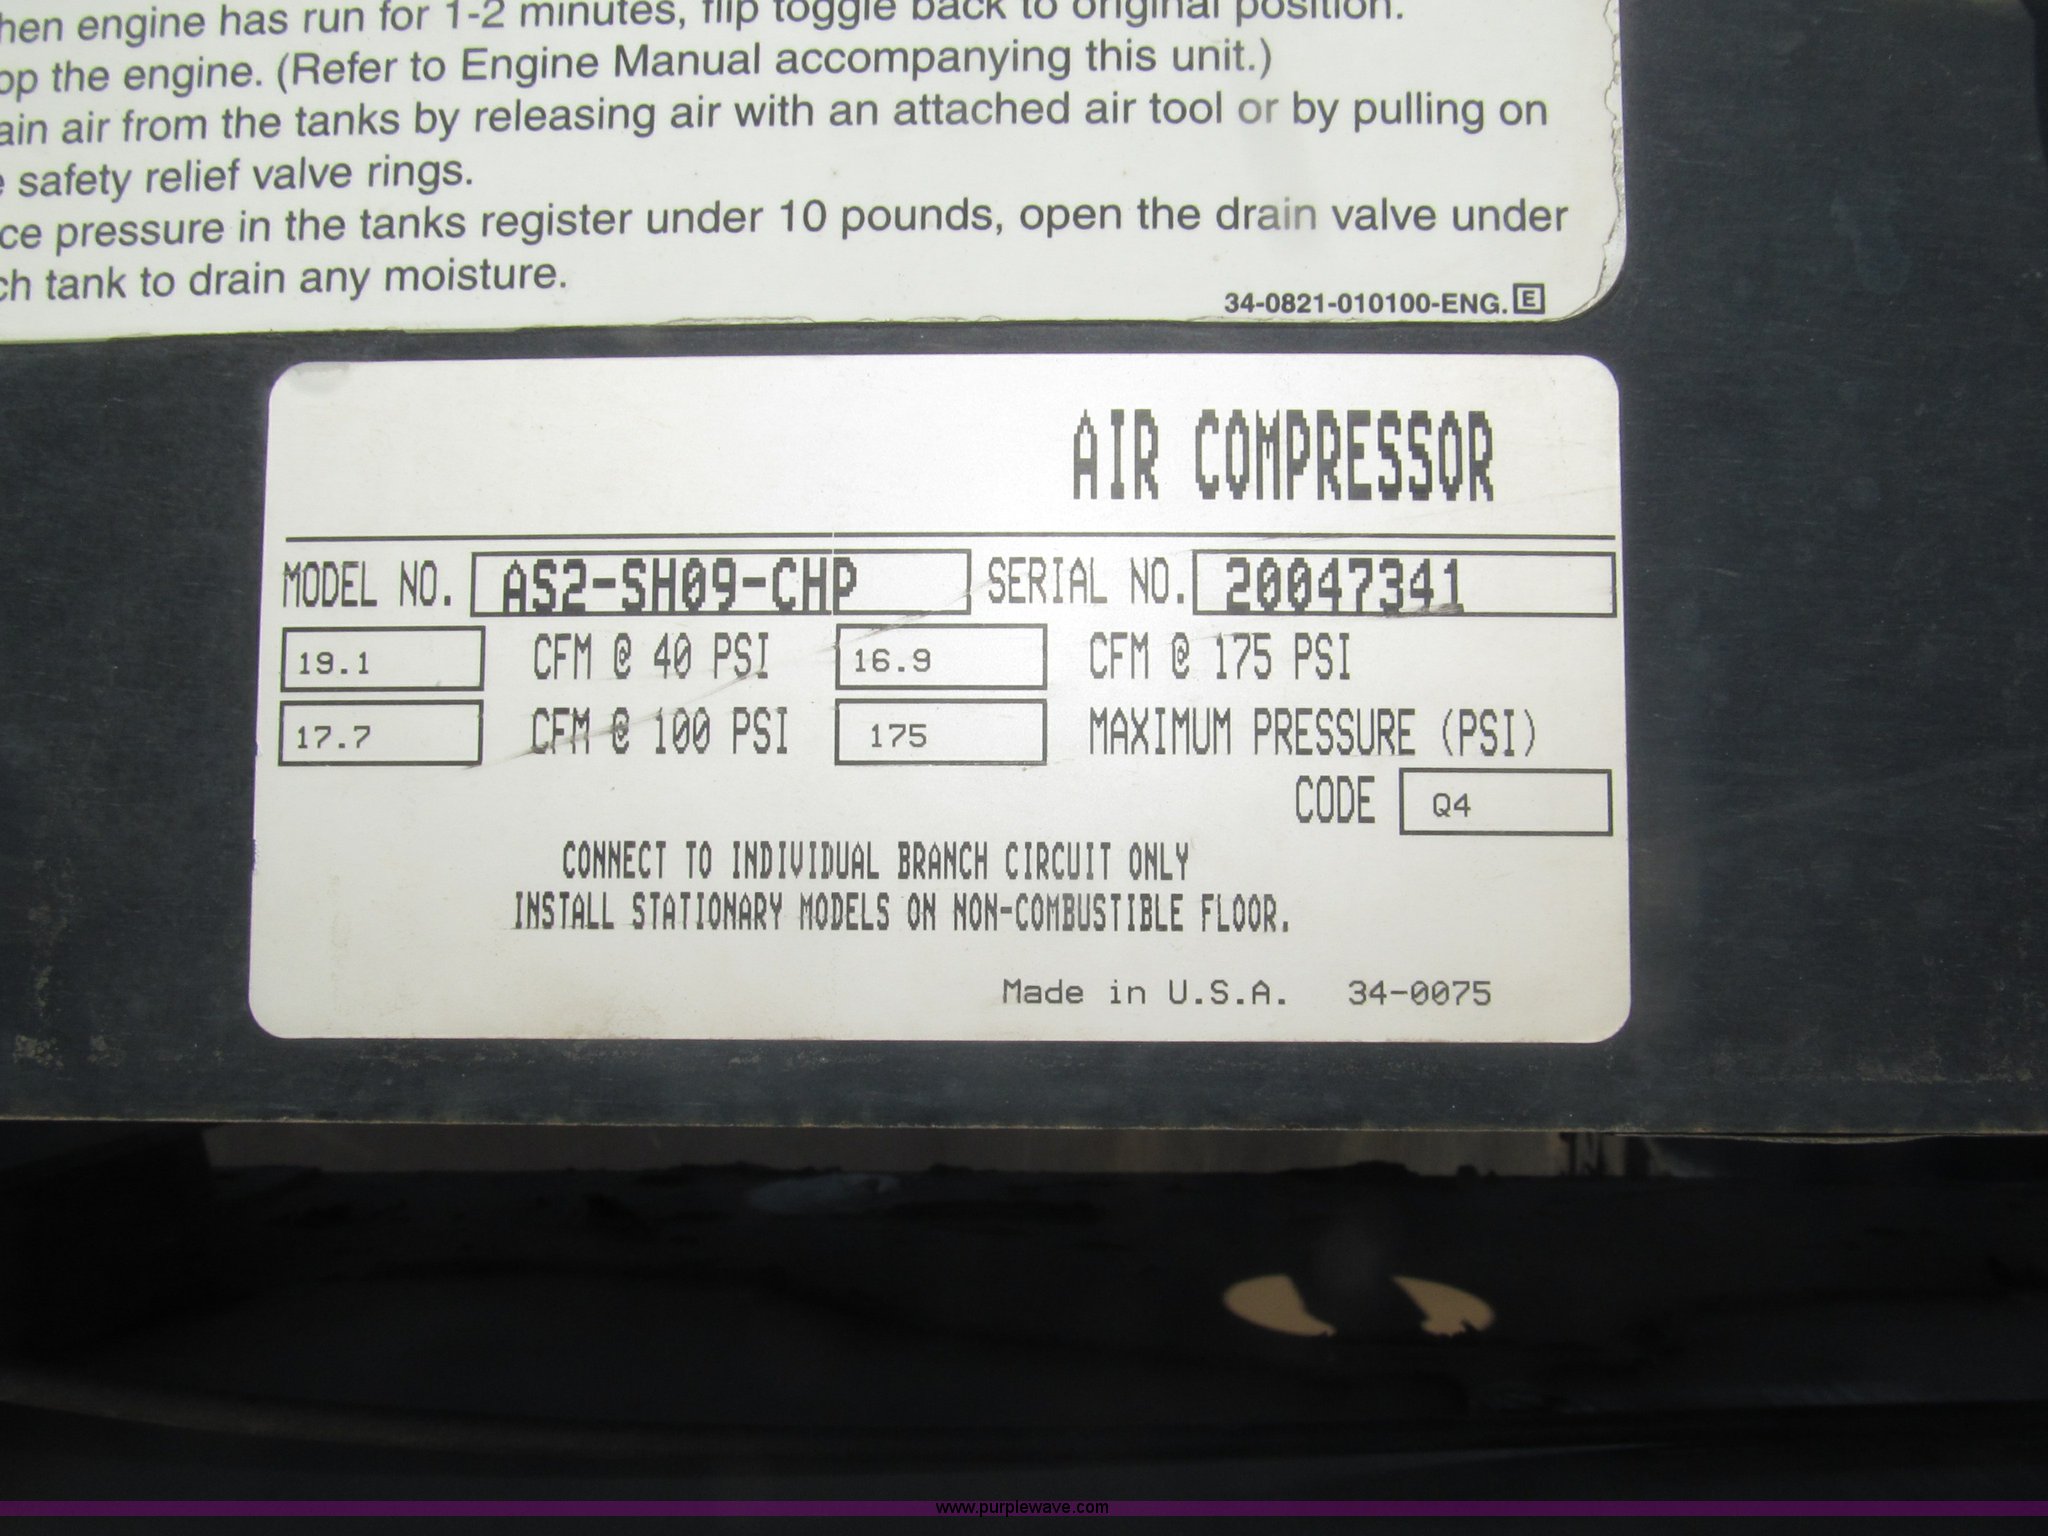 hen engine has run for 1-2 minutes, flip toggle back to original position.
op the engine. (Refer to Engine Manual accompanying this unit.)
ain air from the tanks by releasing air with an attached air tool or by pulling on
e safety relief valve rings.
ce pressure in the tanks register under 10 pounds, open the drain valve under
ch tank to drain any moisture.
34-0821-010100-ENG. E
AIR COMPRESSOR
MODEL NO. AS2-SH09-CHP SERIAL NO. 20047341
19.1 CFM @ 40 PSI 16.9 CFM @ 175 PSI
17.7 CFM @ 100 PSI 175 MAXIMUM PRESSURE (PSI)
CODE Q4
CONNECT TO INDIVIDUAL BRANCH CIRCUIT ONLY
INSTALL STATIONARY MODELS ON NON-COMBUSTIBLE FLOOR.
Made in U.S.A. 34-0075
www.purplewave.com